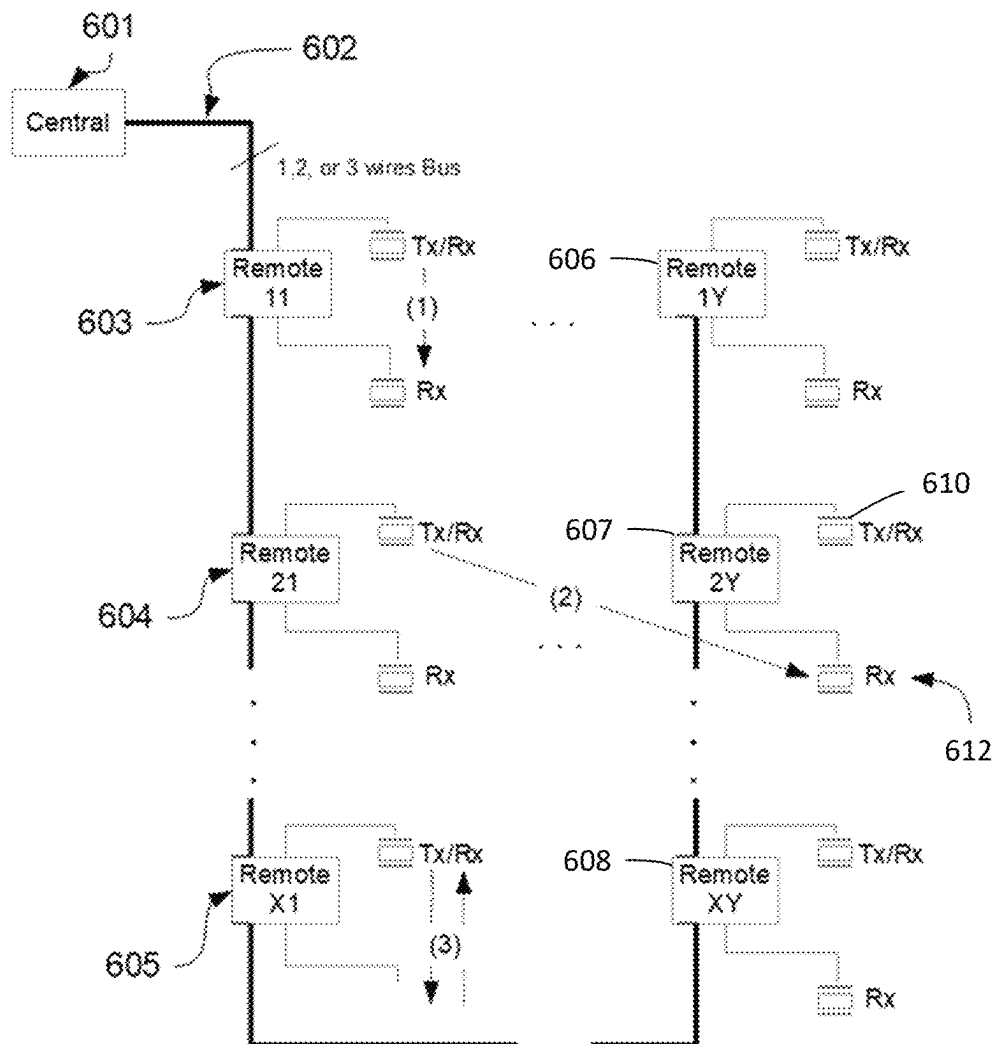 601
602
Central
1,2, or 3 wires Bus
Tx/Rx
606
Tx/Rx
Remote
11
(1)
Remote
1Y
603
. . .
Rx
Rx
610
Tx/Rx
607
Tx/Rx
Remote
21
Remote
2Y
604
(2)
. . .
Rx
Rx
612
Tx/Rx
608
Tx/Rx
Remote
X1
Remote
XY
605
(3)
Rx